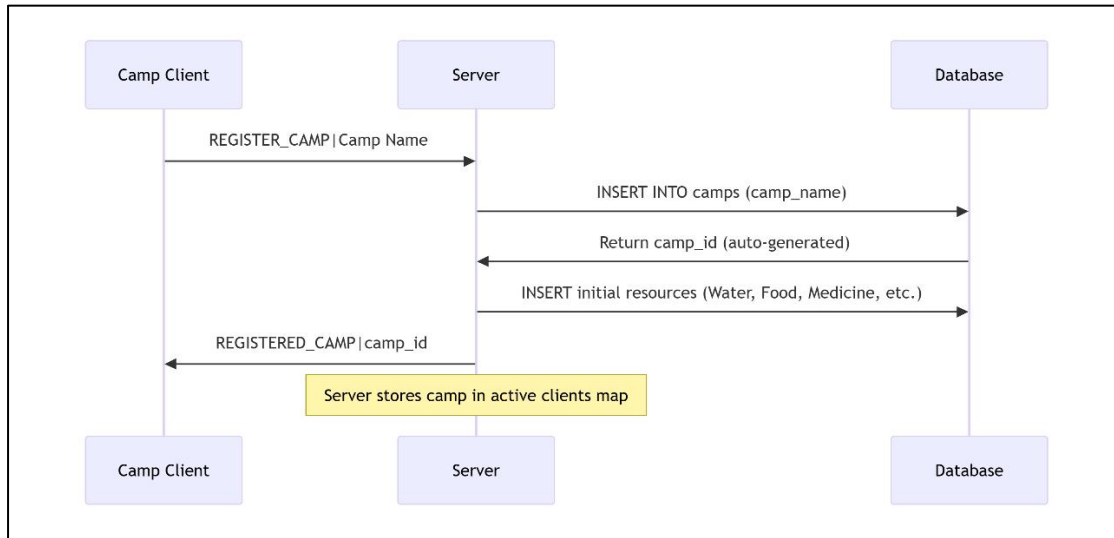 Camp Client
Server
Database
REGISTER_CAMP|Camp Name
INSERT INTO camps (camp_name)
Return camp_id (auto-generated)
INSERT initial resources (Water, Food, Medicine, etc.)
REGISTERED_CAMP|camp_id
Server stores camp in active clients map
Camp Client
Server
Database